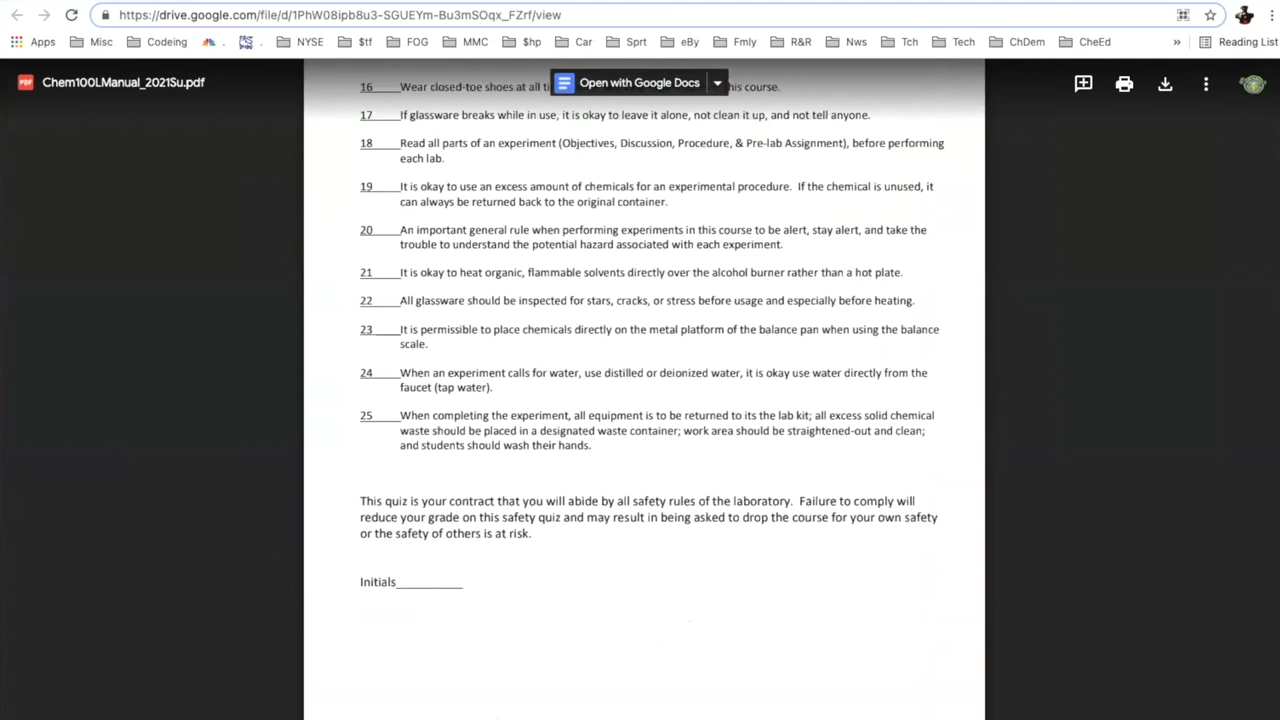 https://drive.google.com/file/d/1PhW08ipb8u3-SGUEYm-Bu3mSOqx_FZrf/view
Apps Misc Codeing . . NYSE $tf FOG MMC $hp Car Sprt eBy Fmly R&R Nws Tch Tech ChDem CheEd » Reading List
PDF Chem100LManual_2021Su.pdf Open with Google Docs
16 Wear closed-toe shoes at all ti his course.
17 If glassware breaks while in use, it is okay to leave it alone, not clean it up, and not tell anyone.
18 Read all parts of an experiment (Objectives, Discussion, Procedure, & Pre-lab Assignment), before performing
each lab.
19 It is okay to use an excess amount of chemicals for an experimental procedure. If the chemical is unused, it
can always be returned back to the original container.
20 An important general rule when performing experiments in this course to be alert, stay alert, and take the
trouble to understand the potential hazard associated with each experiment.
21 It is okay to heat organic, flammable solvents directly over the alcohol burner rather than a hot plate.
22 All glassware should be inspected for stars, cracks, or stress before usage and especially before heating.
23 It is permissible to place chemicals directly on the metal platform of the balance pan when using the balance
scale.
24 When an experiment calls for water, use distilled or deionized water, it is okay use water directly from the
faucet (tap water).
25 When completing the experiment, all equipment is to be returned to its the lab kit; all excess solid chemical
waste should be placed in a designated waste container; work area should be straightened-out and clean;
and students should wash their hands.
This quiz is your contract that you will abide by all safety rules of the laboratory. Failure to comply will
reduce your grade on this safety quiz and may result in being asked to drop the course for your own safety
or the safety of others is at risk.
Initials__________